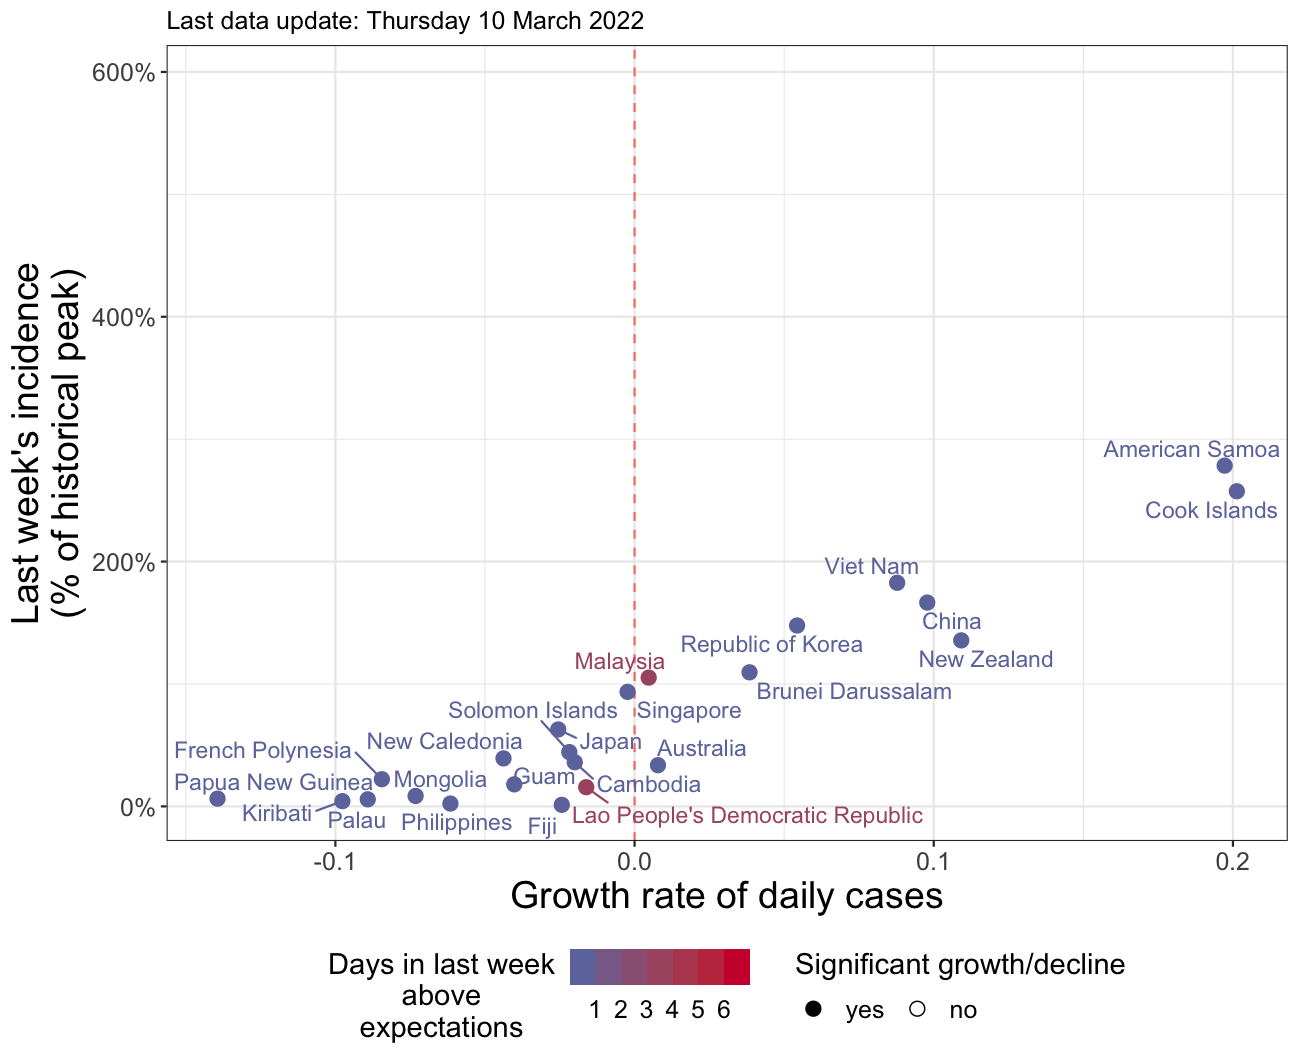 Last data update: Thursday 10 March 2022
Last week's incidence
(% of historical peak)
600%
400%
200%
0%
American Samoa
Cook Islands
Viet Nam
China
Republic of Korea
New Zealand
Malaysia
Brunei Darussalam
Solomon Islands
Singapore
French Polynesia
New Caledonia
Japan
Australia
Papua New Guinea
Mongolia
Guam
Cambodia
Kiribati
Palau
Philippines
Fiji
Lao People's Democratic Republic
-0.1
0.0
0.1
0.2
Growth rate of daily cases
Days in last week
above
expectations
1 2 3 4 5 6
Significant growth/decline
yes
no